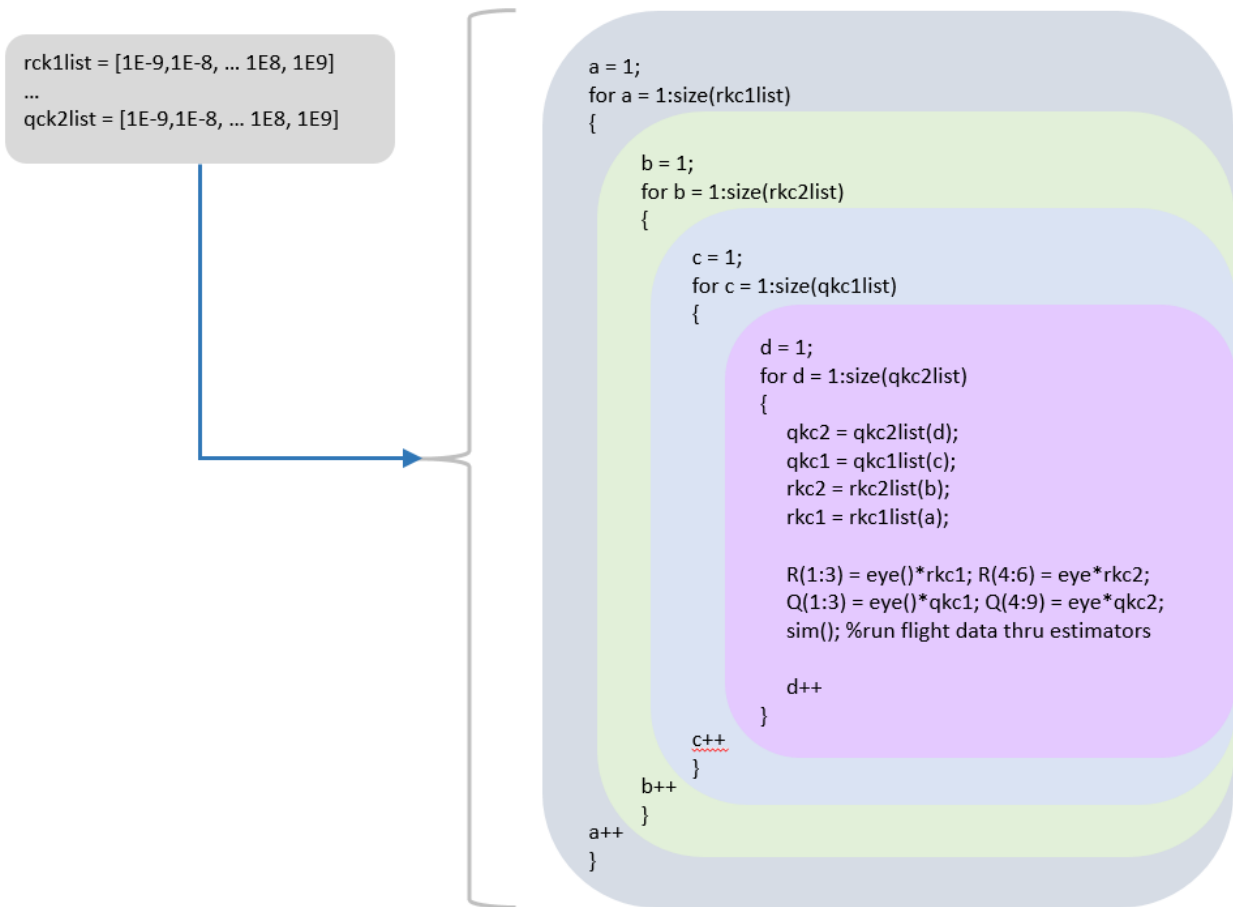 rck1list = [1E-9,1E-8, ... 1E8, 1E9]
...
qck2list = [1E-9,1E-8, ... 1E8, 1E9]
a = 1;
for a = 1:size(rkc1list)
{
b = 1;
for b = 1:size(rkc2list)
{
c = 1;
for c = 1:size(qkc1list)
{
d = 1;
for d = 1:size(qkc2list)
{
qkc2 = qkc2list(d);
qkc1 = qkc1list(c);
rkc2 = rkc2list(b);
rkc1 = rkc1list(a);
R(1:3) = eye()*rkc1; R(4:6) = eye*rkc2;
Q(1:3) = eye()*qkc1; Q(4:9) = eye*qkc2;
sim(); %run flight data thru estimators
d++
}
c++
}
b++
}
a++
}